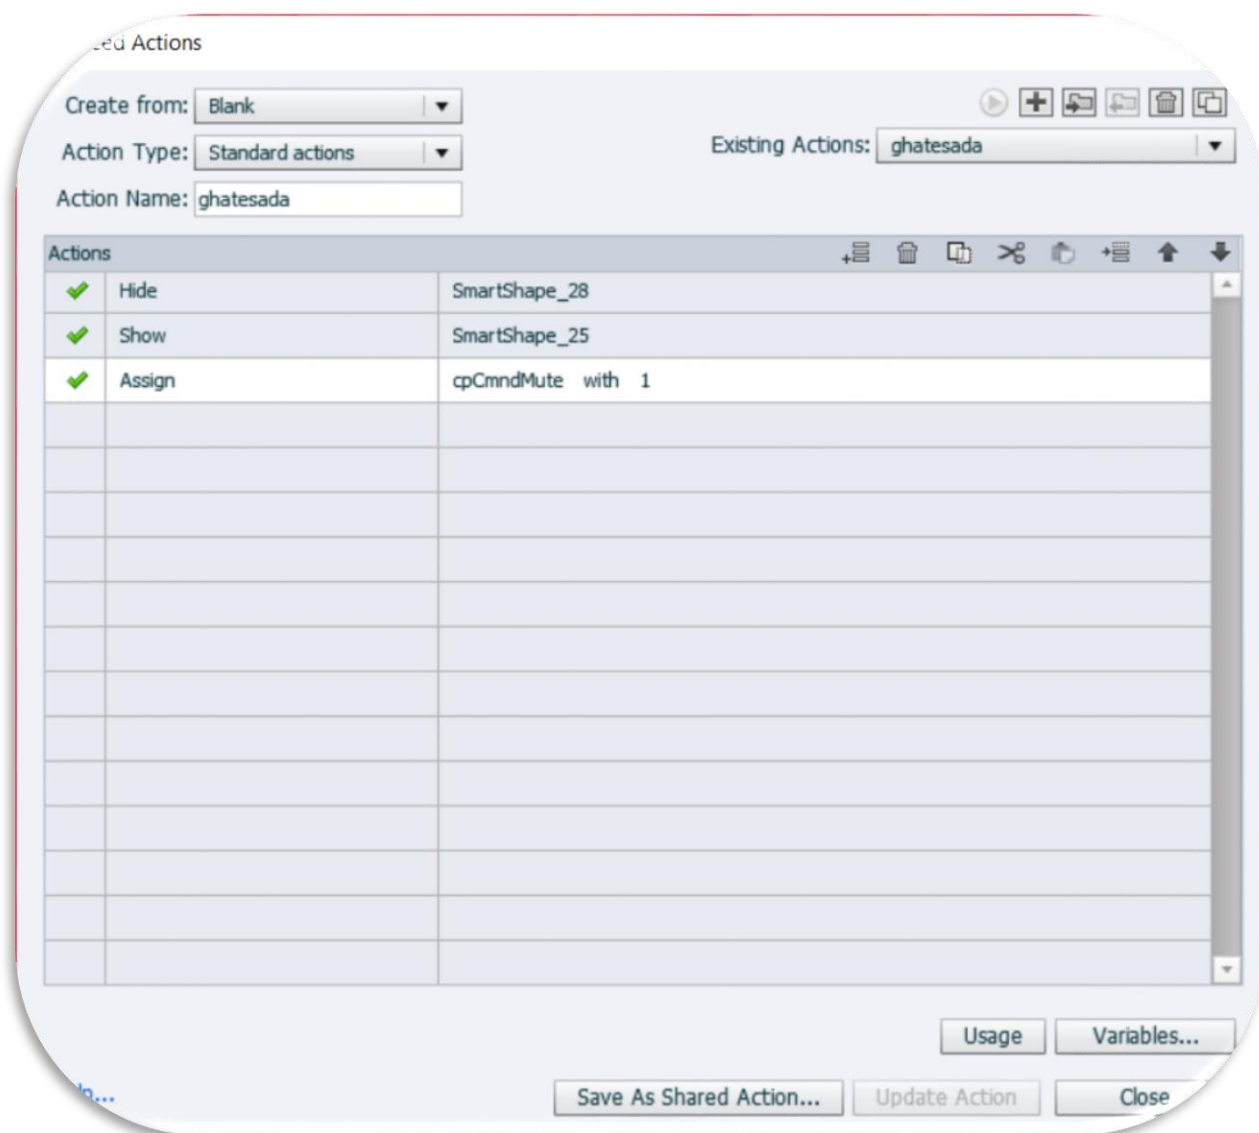 Actions
Create from: Blank
Action Type: Standard actions
Existing Actions: ghatesada
Action Name: ghatesada
Actions
Hide SmartShape_28
Show SmartShape_25
Assign cpCmndMute with 1
Usage Variables...
Save As Shared Action... Update Action Close